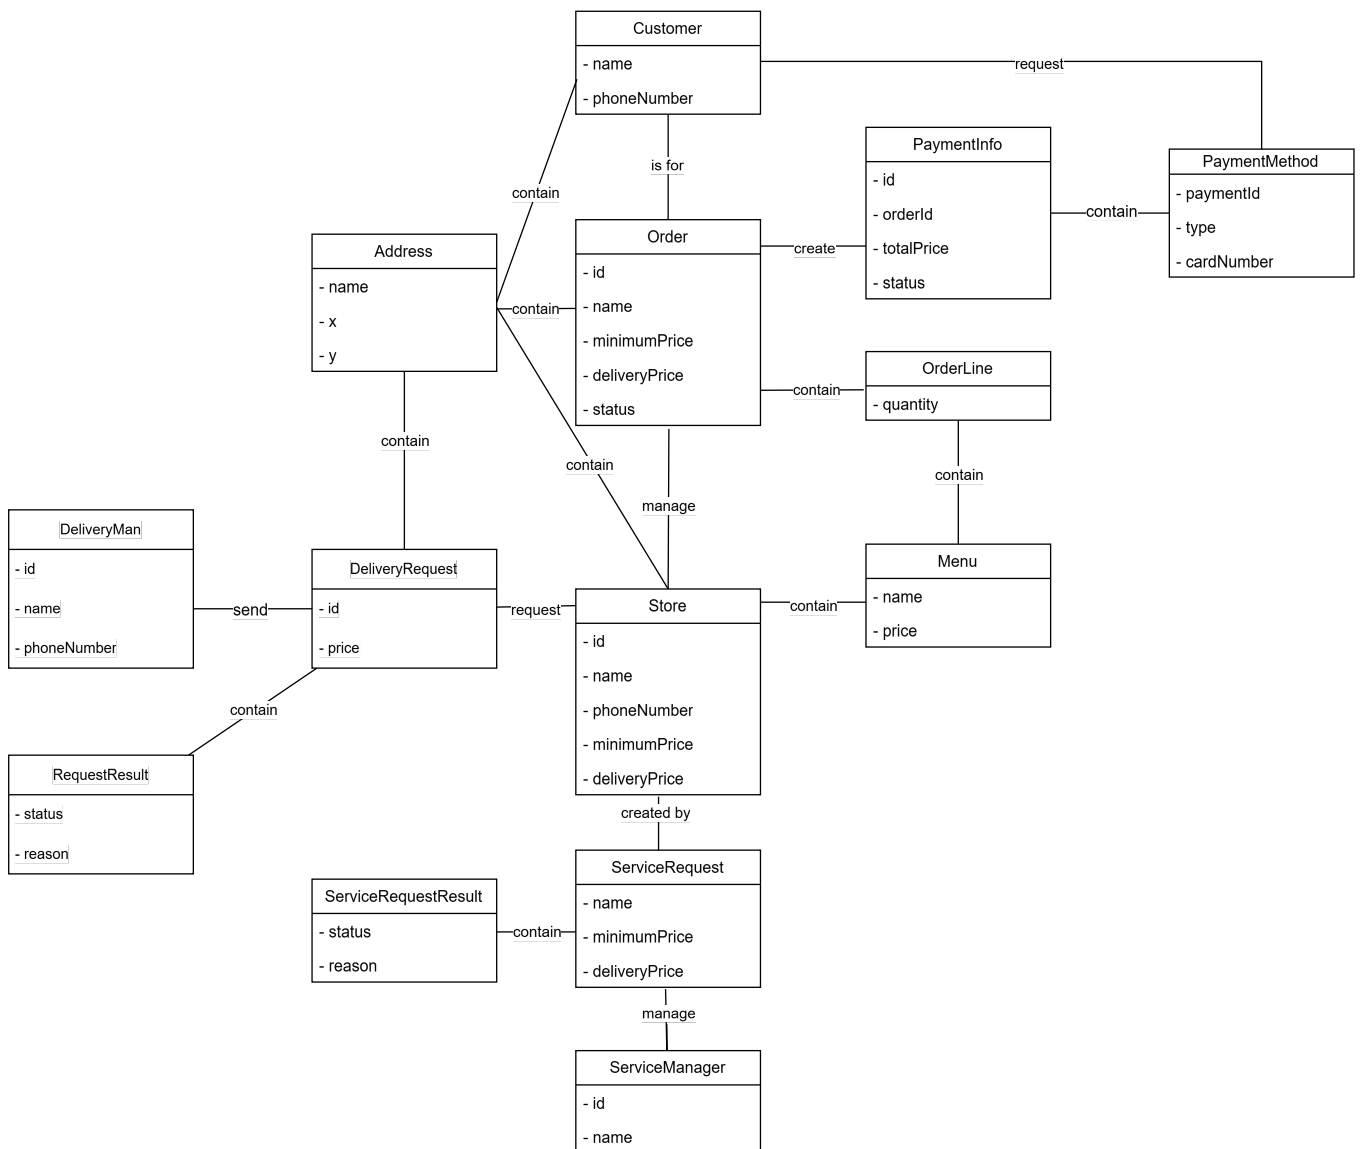 Customer
- name
- phoneNumber
request
is for
contain
PaymentInfo
- id
- orderId
- totalPrice
- status
contain
PaymentMethod
- paymentId
- type
- cardNumber
Order
- id
- name
- minimumPrice
- deliveryPrice
- status
create
Address
- name
- x
- y
contain
contain
OrderLine
- quantity
contain
contain
contain
manage
DeliveryMan
- id
- name
- phoneNumber
send
DeliveryRequest
- id
- price
request
Store
- id
- name
- phoneNumber
- minimumPrice
- deliveryPrice
contain
Menu
- name
- price
contain
RequestResult
- status
- reason
created by
ServiceRequestResult
- status
- reason
contain
ServiceRequest
- name
- minimumPrice
- deliveryPrice
manage
ServiceManager
- id
- name